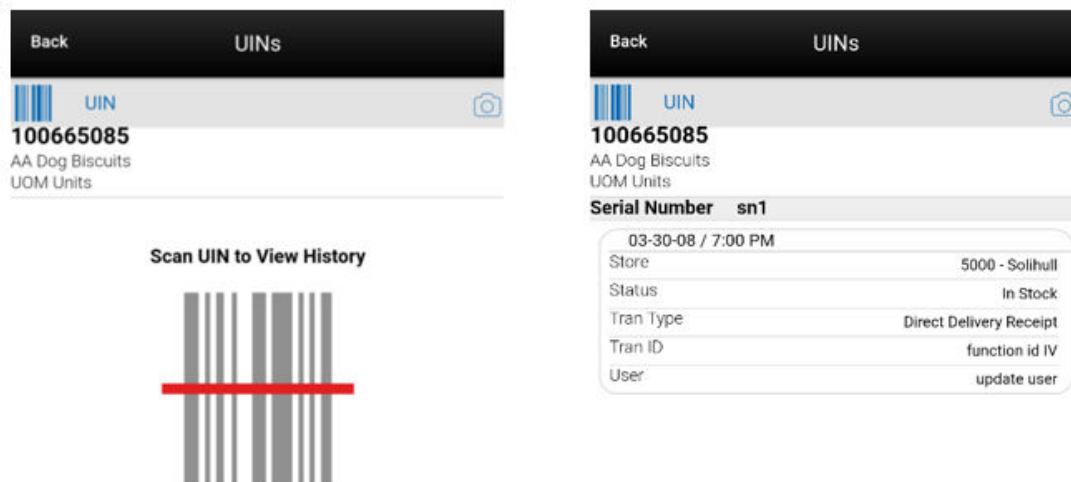 Back UINs
UIN
100665085
AA Dog Biscuits
UOM Units
Scan UIN to View History
Back UINs
UIN
100665085
AA Dog Biscuits
UOM Units
Serial Number sn1
03-30-08 / 7:00 PM
Store 5000 - Solihull
Status In Stock
Tran Type Direct Delivery Receipt
Tran ID function id IV
User update user